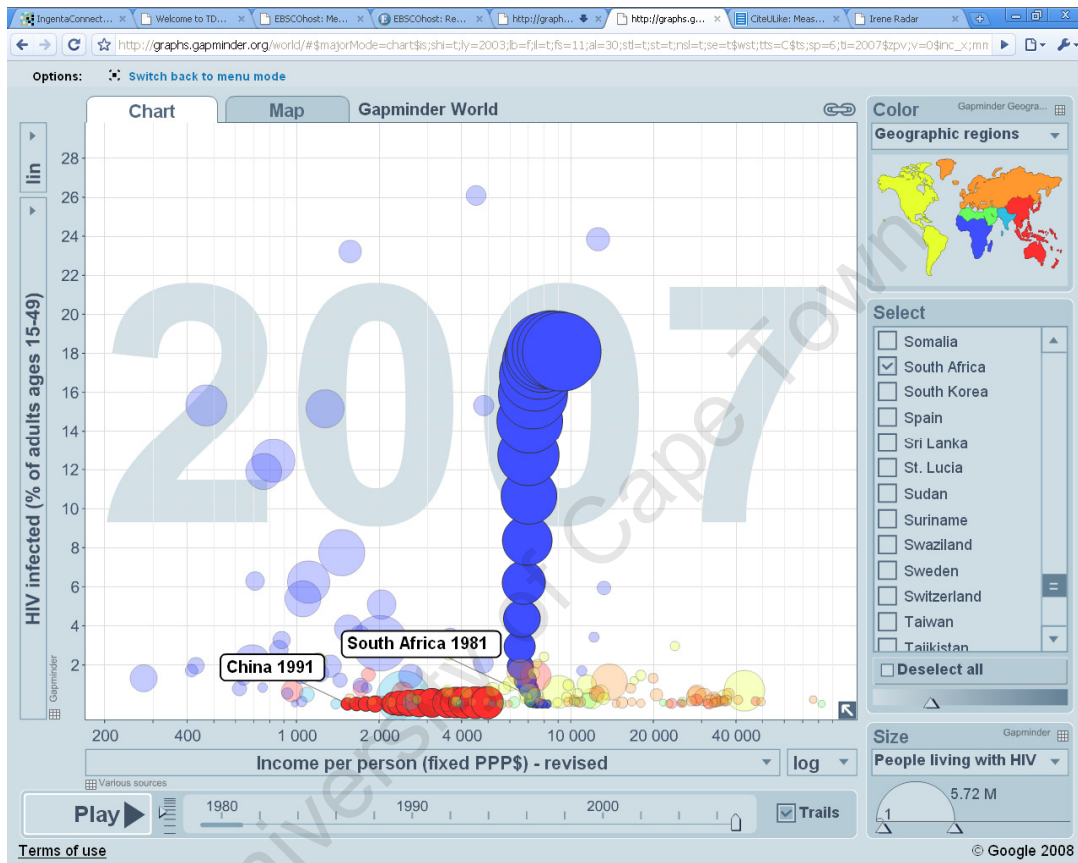 IngentaConnect...
Welcome to TD...
EBSCOhost: Me...
EBSCOhost: Re...
http://graph...
http://graphs.g...
CiteULike: Meas...
Irene Radar
http://graphs.gapminder.org/world/#$majorMode=chart$is;shi=t;ly=2003;lb=f;il=t;fs=11;al=30;stl=t;st=t;nsl=t;se=t$wst;tts=C$ts;sp=6;ti=2007$zpv;v=0$inc_x;mm
Options:
Switch back to menu mode
Chart
Map
Gapminder World
lin
HIV infected (% of adults ages 15-49)
Gapminder
28
26
24
22
20
18
16
14
12
10
8
6
4
2
2007
South Africa 1981
China 1991
200
400
1 000
2 000
4 000
10 000
20 000
40 000
Income per person (fixed PPP$) - revised
log
Various sources
Play
1980
1990
2000
Trails
Color
Gapminder Geogra...
Geographic regions
Select
Somalia
South Africa
South Korea
Spain
Sri Lanka
St. Lucia
Sudan
Suriname
Swaziland
Sweden
Switzerland
Taiwan
Tajikistan
Deselect all
Size
Gapminder
People living with HIV
5.72 M
1
Terms of use
© Google 2008
University of Cape Town